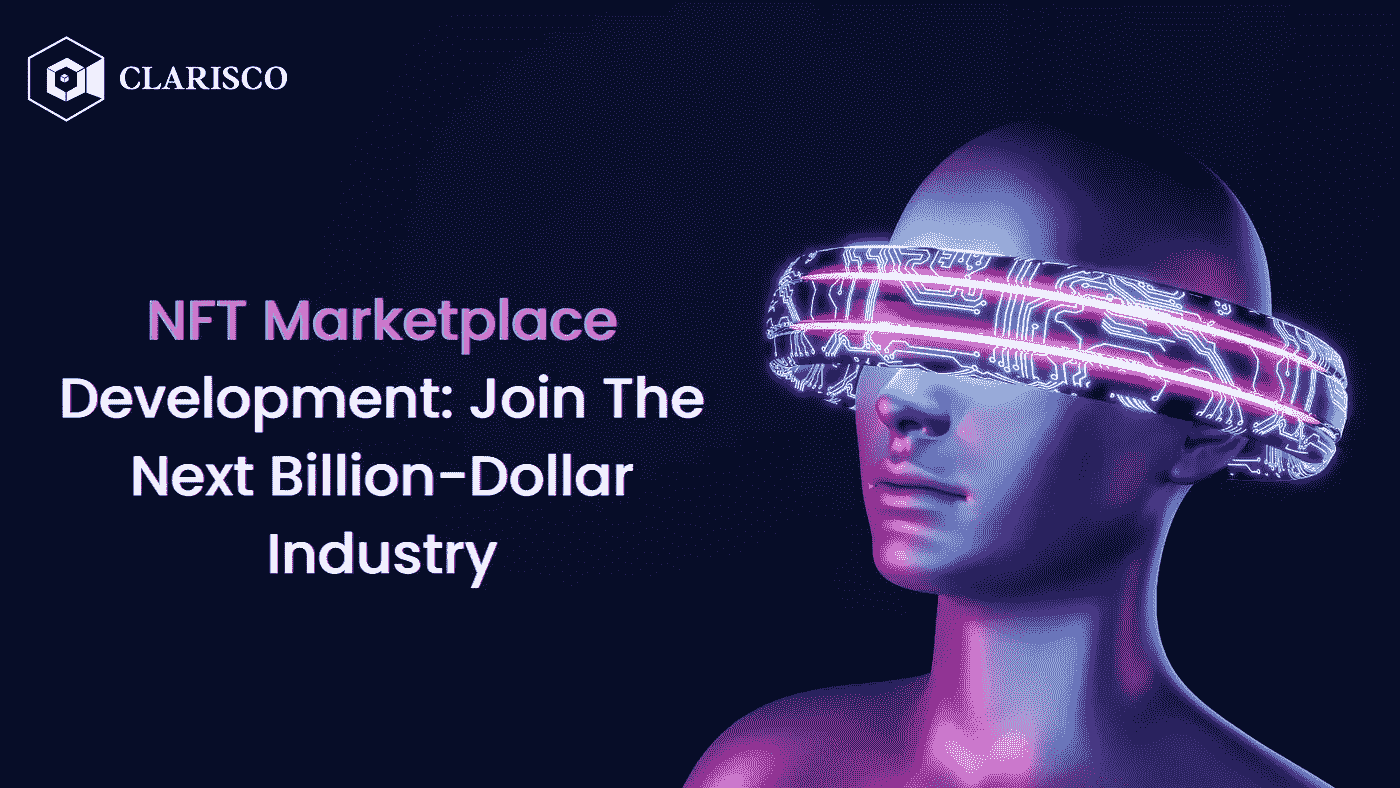 CLARISCO
NFT Marketplace
Development: Join The
Next Billion-Dollar
Industry